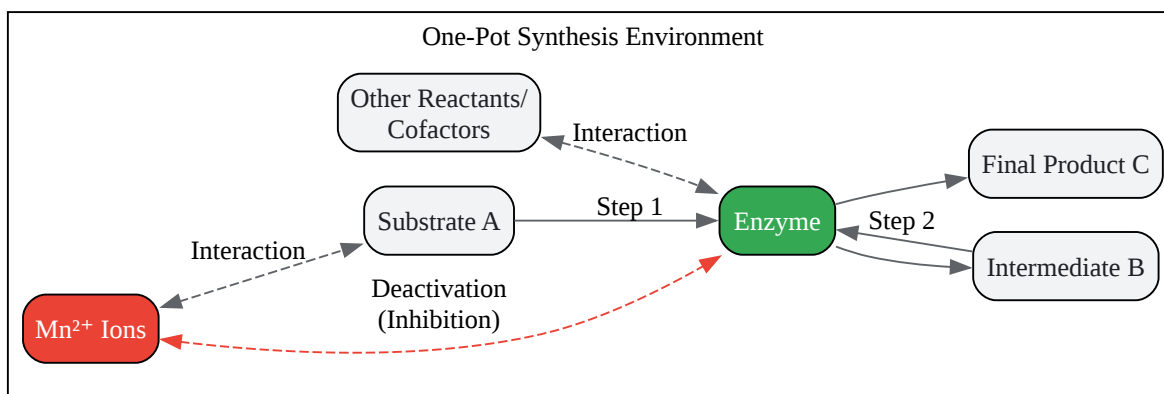 One-Pot Synthesis Environment
Other Reactants/
Cofactors
Interaction
Final Product C
Substrate A
Step 1
Enzyme
Step 2
Interaction
Intermediate B
Deactivation
(Inhibition)
Mn²⁺ Ions